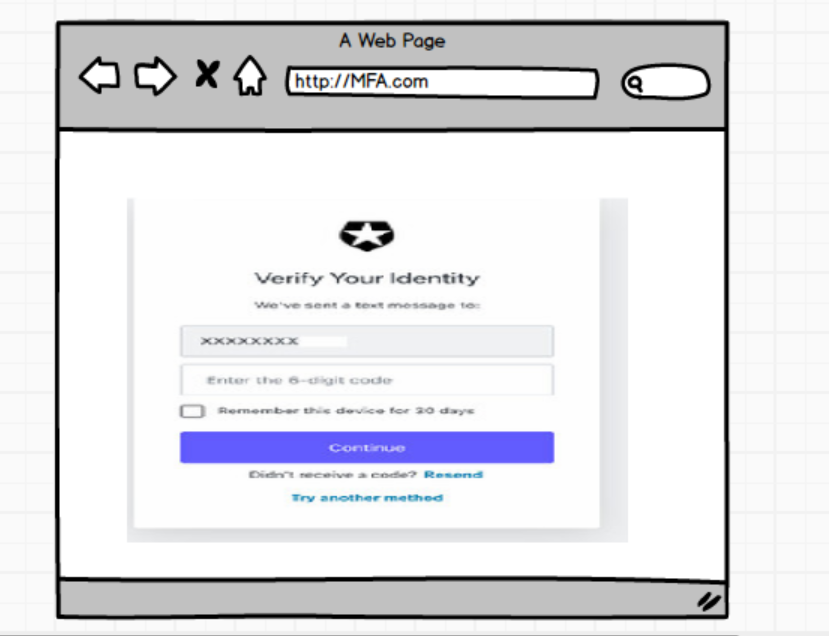 A Web Page
http://MFA.com
Verify Your Identity
We've sent a text message to:
XXXXXXXX
Enter the 6-digit code
Remember this device for 30 days
Continue
Didn't receive a code? Resend
Try another method